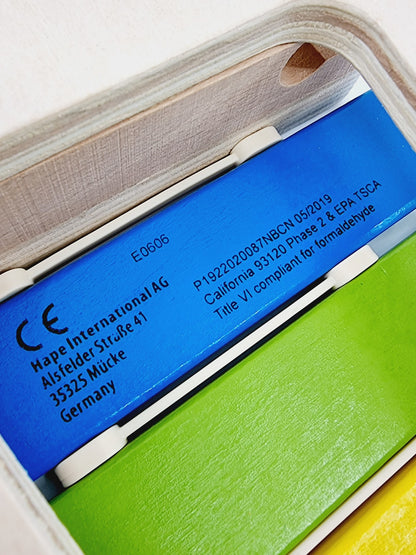 E0606
CE
Hape International AG
Alsfelder Straße 41
35325 Mücke
Germany
P1922020087NBCN 05/2019
California 93120 Phase 2 & EPA TSCA
Title VI compliant for formaldehyde